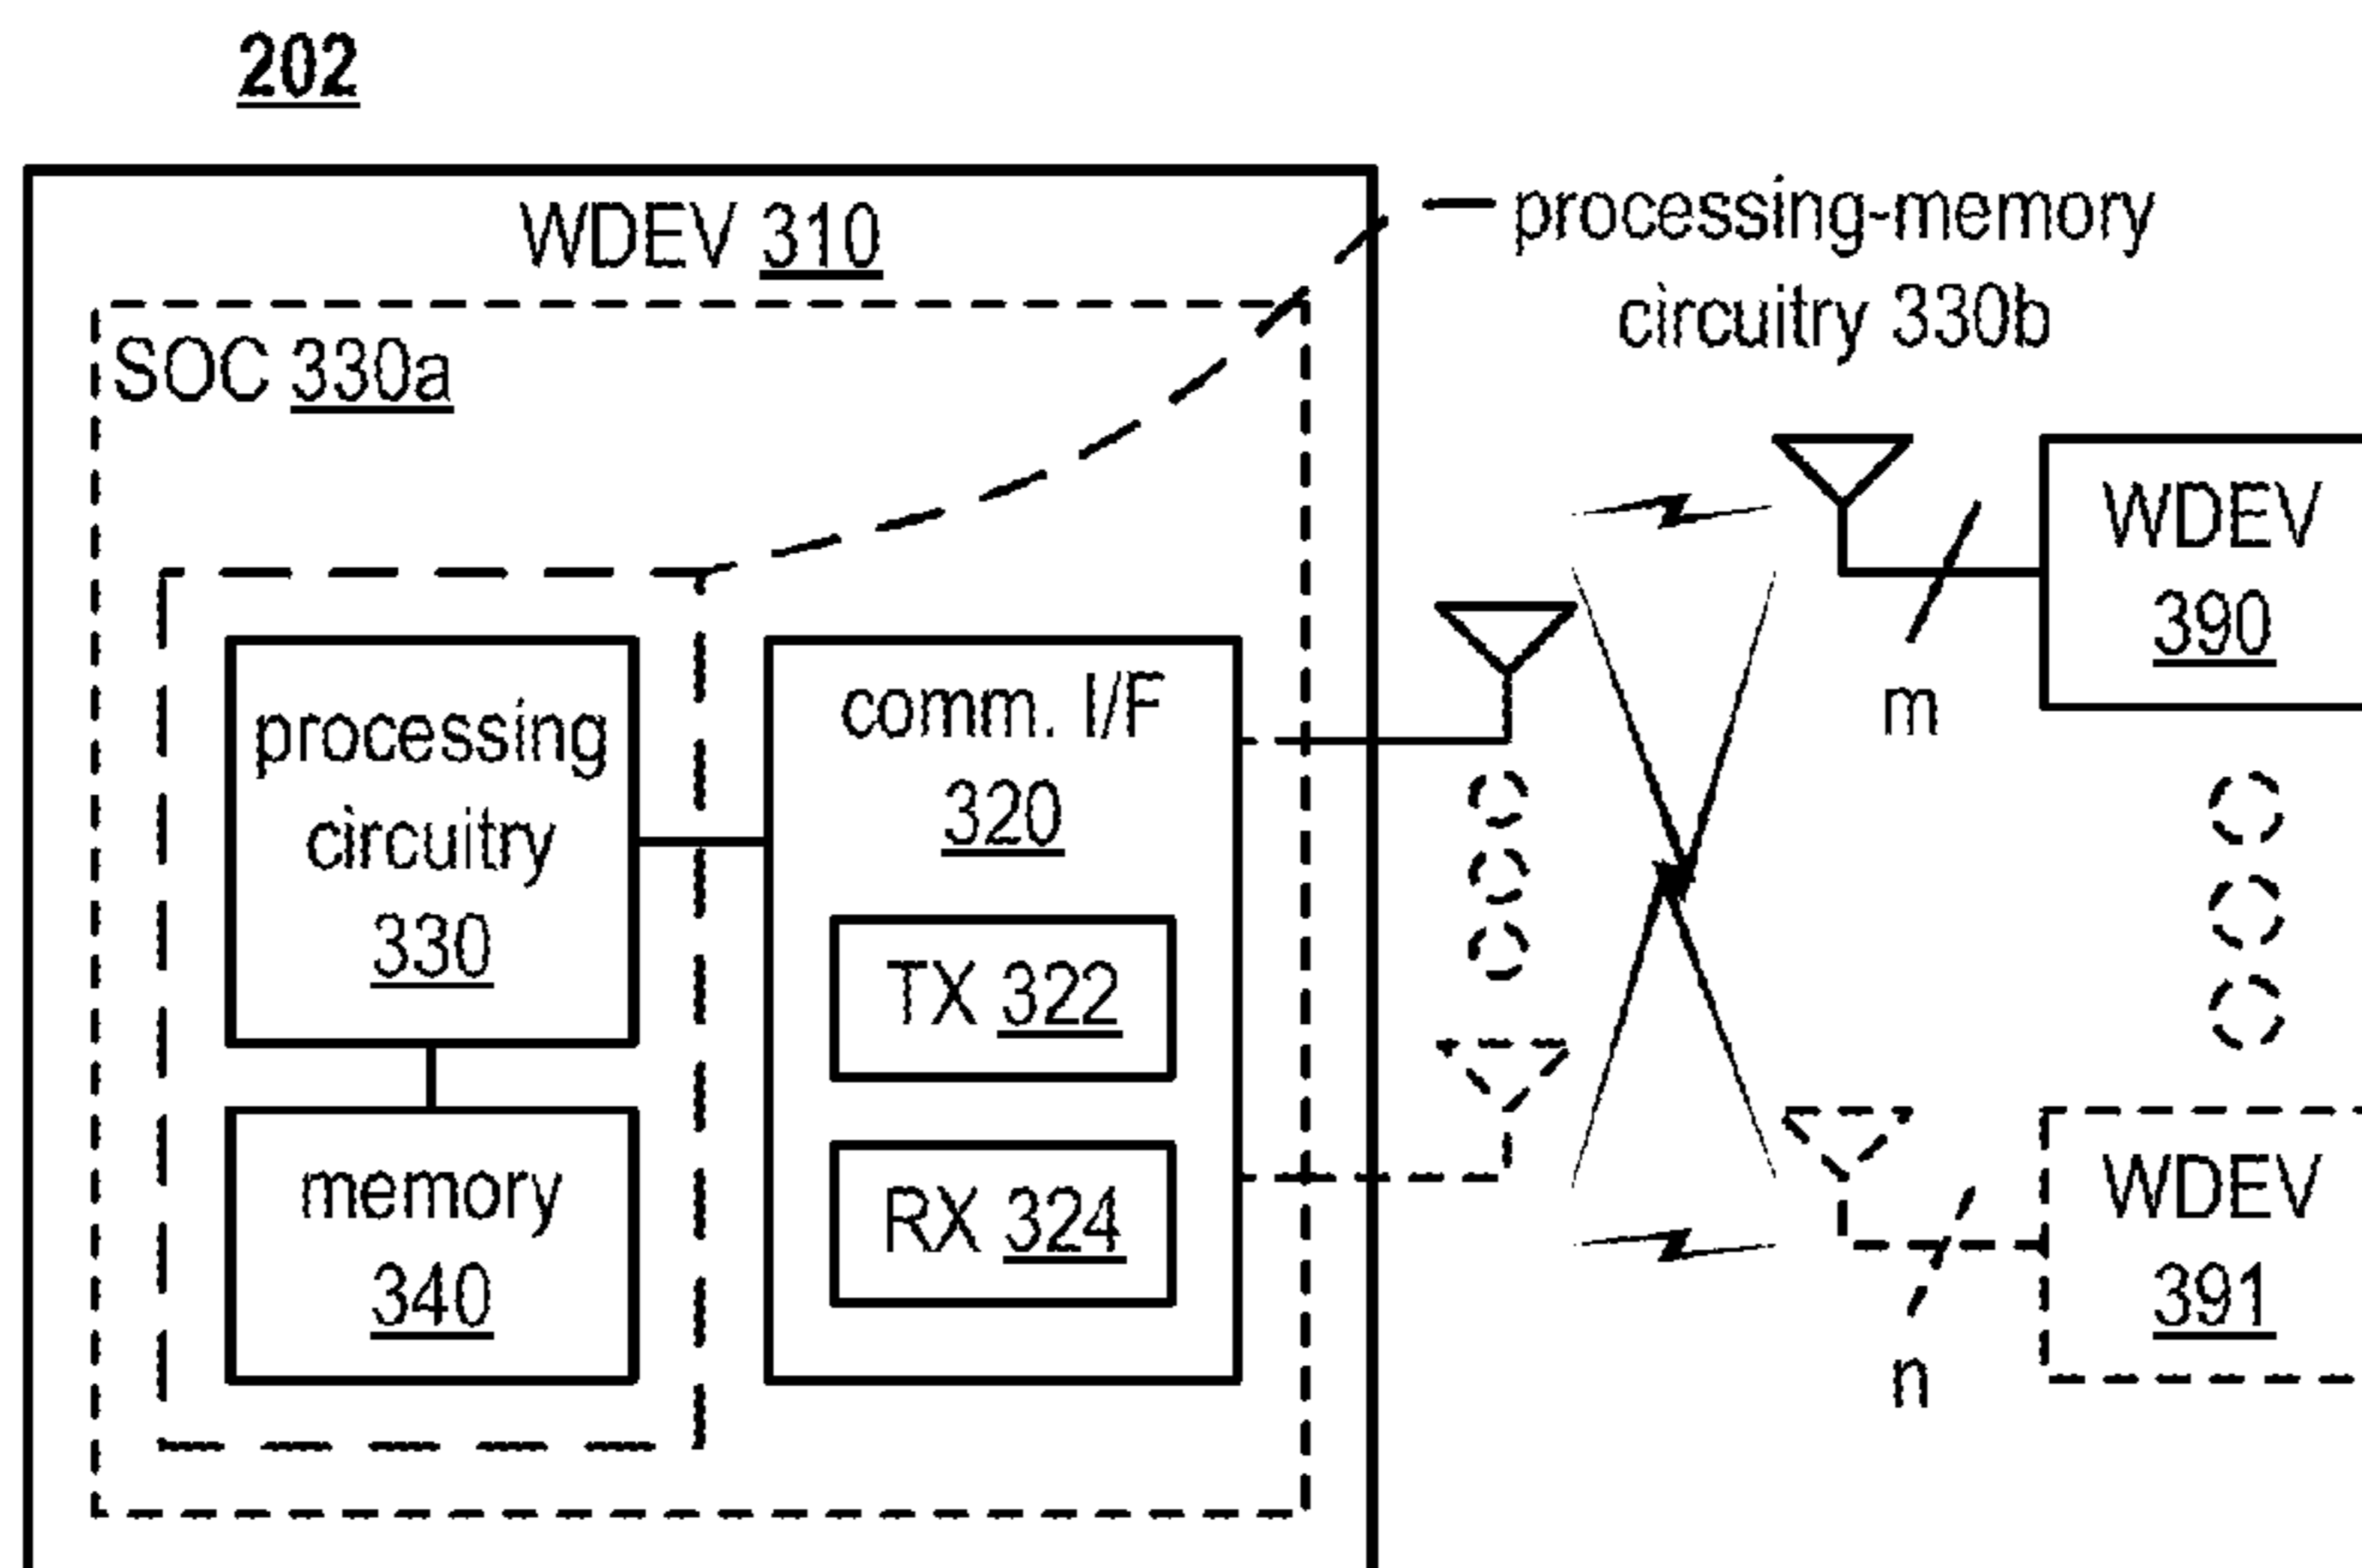 202
WDEV 310
processing-memory
circuitry 330b
SOC 330a
processing
circuitry
330
memory
340
comm. I/F
320
TX 322
RX 324
WDEV
390
m
WDEV
391
n